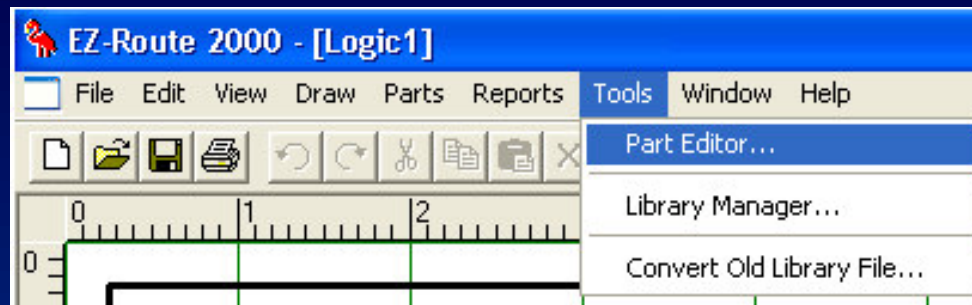 EZ-Route 2000 - [Logic1]
File Edit View Draw Parts Reports Tools Window Help
Part Editor...
0 1 2
Library Manager...
0
Convert Old Library File...